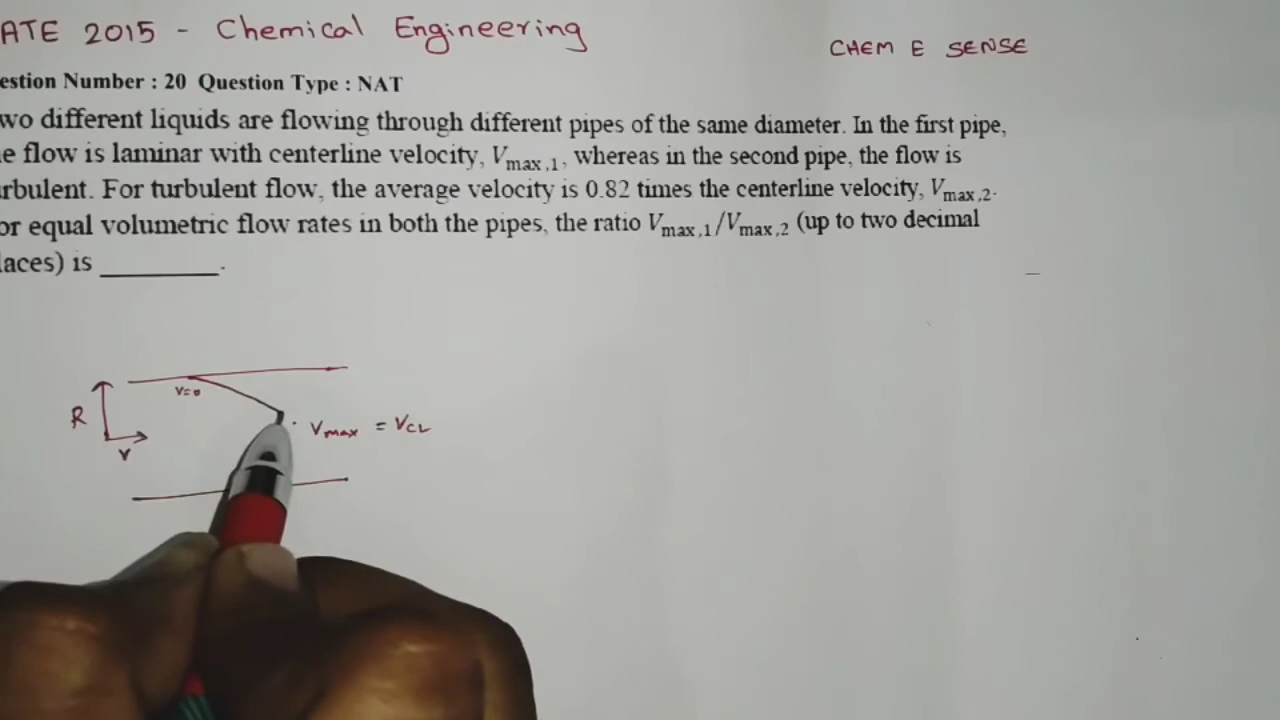 ATE 2015 - Chemical Engineering
CHEM E SENSE
estion Number : 20 Question Type : NAT
wo different liquids are flowing through different pipes of the same diameter. In the first pipe,
e flow is laminar with centerline velocity, Vmax,1, whereas in the second pipe, the flow is
rbulent. For turbulent flow, the average velocity is 0.82 times the centerline velocity, Vmax,2.
or equal volumetric flow rates in both the pipes, the ratio Vmax,1/Vmax,2 (up to two decimal
laces) is ________.
V=0
R
Vmax = VCL